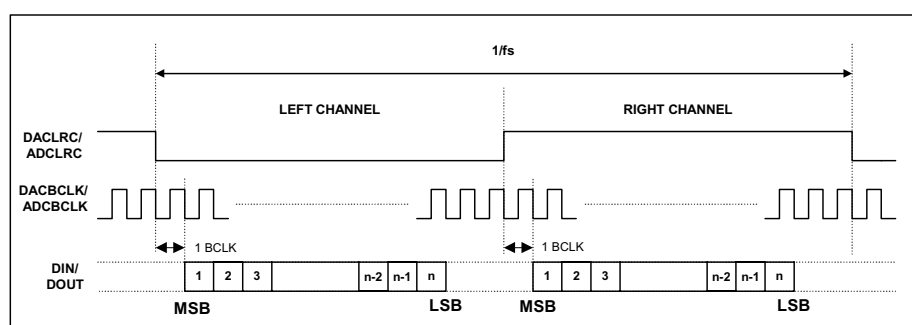 1/fs
LEFT CHANNEL RIGHT CHANNEL
DACLRC/
ADCLRC
DACBCLK/
ADCBCLK
1 BCLK 1 BCLK
DIN/
DOUT
1 2 3 n-2 n-1 n 1 2 3 n-2 n-1 n
MSB LSB MSB LSB